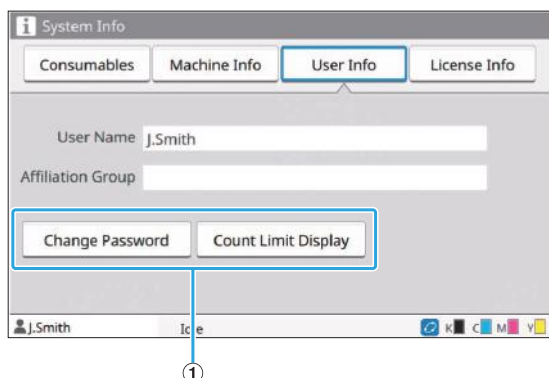 System Info
Consumables Machine Info User Info License Info
User Name J.Smith
Affiliation Group
Change Password Count Limit Display
J.Smith Idle K C M Y
①